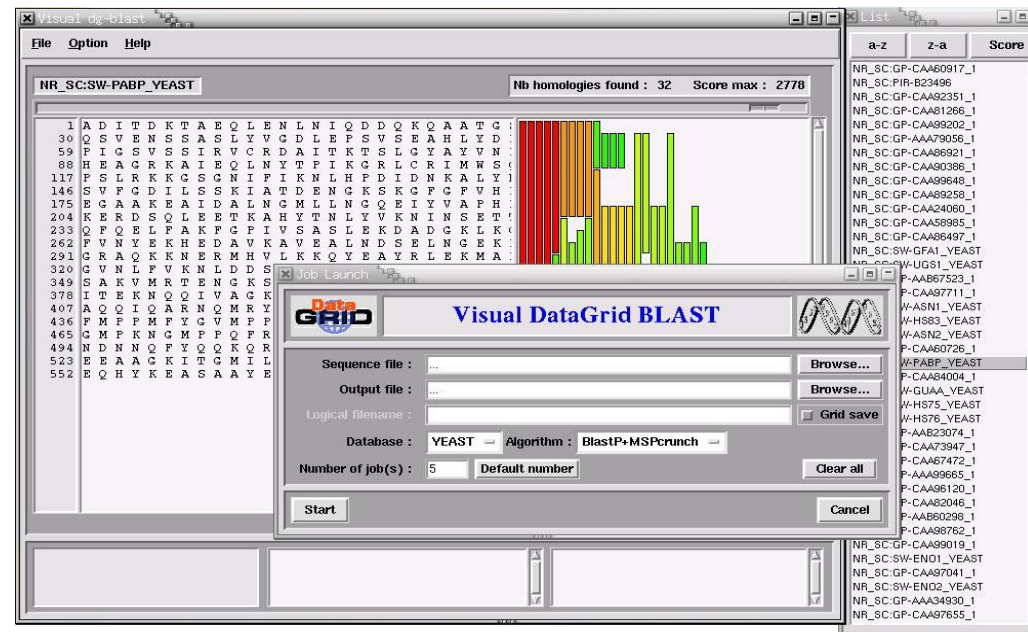 Visual dg-blast
File Option Help
NR_SC:SW-PABP_YEAST
Nb homologies found : 32 Score max : 2778
1 A D I T D K T A E Q L E N L N I Q D D Q K Q A A T G
30 Q S V E N S S A S L Y V G D L E P S V S E A H L Y D
59 P I G S V S S I R V C R D A I T K T S L G Y A Y V N
88 H E A G R K A I E Q L N Y T P I K G R L C R I M W S
117 P S L R K K G S G N I F I K N L H P D I D N K A L Y
146 S V F G D I L S S K I A T D E N G K S K G F G F V H
175 E G A A K E A I D A L N G M L L N G Q E I Y V A P H
204 K E R D S Q L E E T K A H Y T N L Y V K N I N S E T
233 Q F Q E L F A K F G P I V S A S L E K D A D G K L K
262 F V N Y E K H E D A V K A V E A L N D S E L N G E K
291 G R A Q K K N E R M H V L K K Q Y E A Y R L E K M A
320 G V N L F V K N L D D S
349 S A K V M R T E N G K S
378 I T E K N Q Q I V A G K
407 A Q Q I Q A R N Q M R Y
436 F M P P M F Y G V M P P
465 G M P K N G M P P Q F R
494 N D N N Q F Y Q Q K Q R
523 E E A A G K I T G M I L
552 E Q H Y K E A S A A Y E
Job Launch
Data GRID
Visual DataGrid BLAST
Sequence file : ... Browse...
Output file : ... Browse...
Logical filename : Grid save
Database : YEAST Algorithm : BlastP+MSPcrunch
Number of job(s) : 5 Default number Clear all
Start Cancel
List
a-z z-a Score
NR_SC:GP-CAA60917_1
NR_SC:PIR-B23496
NR_SC:GP-CAA92351_1
NR_SC:GP-CAA81266_1
NR_SC:GP-CAA99202_1
NR_SC:GP-AAA79056_1
NR_SC:GP-CAA86921_1
NR_SC:GP-CAA90386_1
NR_SC:GP-CAA99648_1
NR_SC:GP-CAA89258_1
NR_SC:GP-CAA24060_1
NR_SC:GP-CAA58985_1
NR_SC:GP-CAA86497_1
NR_SC:SW-GFA1_YEAST
NR_SC:SW-UGS1_YEAST
P-AAB67523_1
P-CAA97711_1
W-ASN1_YEAST
W-HS83_YEAST
W-ASN2_YEAST
P-CAA60726_1
W-PABP_YEAST
P-CAA84004_1
W-GUAA_YEAST
W-HS75_YEAST
W-HS76_YEAST
P-AAB23074_1
P-CAA73947_1
P-CAA67472_1
P-AAA99665_1
P-CAA96120_1
P-CAA82046_1
P-AAB60298_1
P-CAA98762_1
NR_SC:GP-CAA99019_1
NR_SC:SW-ENO1_YEAST
NR_SC:GP-CAA97041_1
NR_SC:SW-ENO2_YEAST
NR_SC:GP-AAA34930_1
NR_SC:GP-CAA97655_1